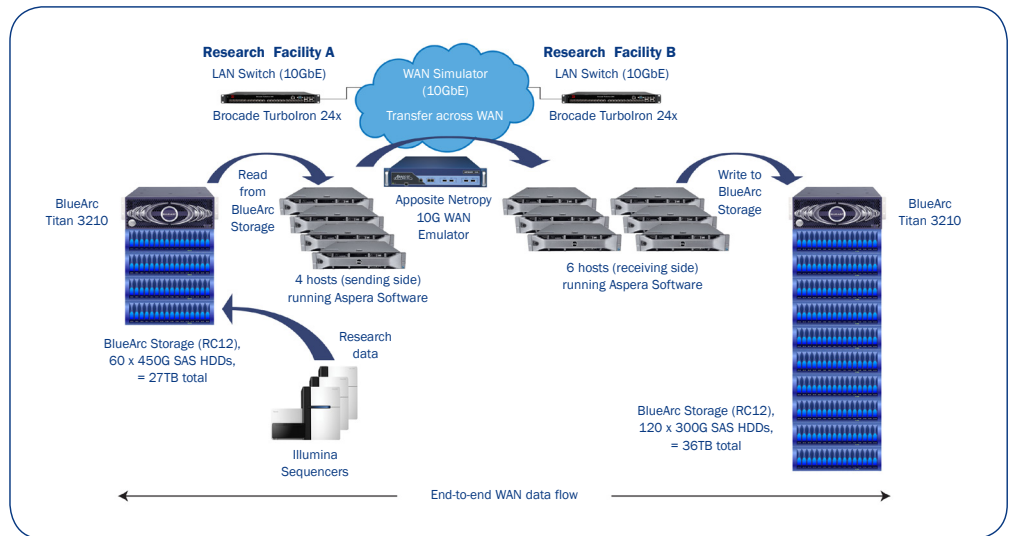 Research Facility A
LAN Switch (10GbE)
Brocade TurboIron 24x
WAN Simulator
(10GbE)
Transfer across WAN
Research Facility B
LAN Switch (10GbE)
Brocade TurboIron 24x
BlueArc
Titan 3210
Read
from
BlueArc
Storage
Apposite Netropy
10G WAN
Emulator
Write to
BlueArc
Storage
BlueArc
Titan 3210
4 hosts (sending side)
running Aspera Software
6 hosts (receiving side)
running Aspera Software
BlueArc Storage (RC12),
60 x 450G SAS HDDs,
= 27TB total
Research
data
Illumina
Sequencers
BlueArc Storage (RC12),
120 x 300G SAS HDDs,
= 36TB total
End-to-end WAN data flow